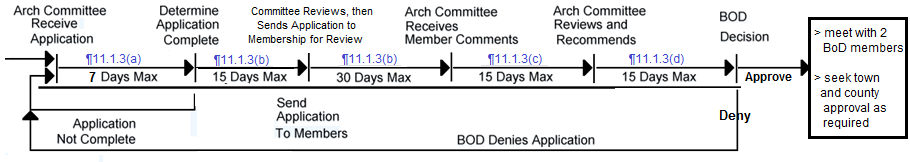 Arch Committee
Receive
Application
Determine
Application
Complete
Committee Reviews, then
Sends Application to
Membership for Review
Arch Committee
Receives
Member Comments
Arch Committee
Reviews and
Recommends
BOD
Decision
¶11.1.3(a)
¶11.1.3(b)
¶11.1.3(b)
¶11.1.3(c)
¶11.1.3(d)
7 Days Max
15 Days Max
30 Days Max
15 Days Max
15 Days Max
Approve
> meet with 2
BoD members
> seek town
and county
approval as
required
Application
Not Complete
Send
Application
To Members
BOD Denies Application
Deny